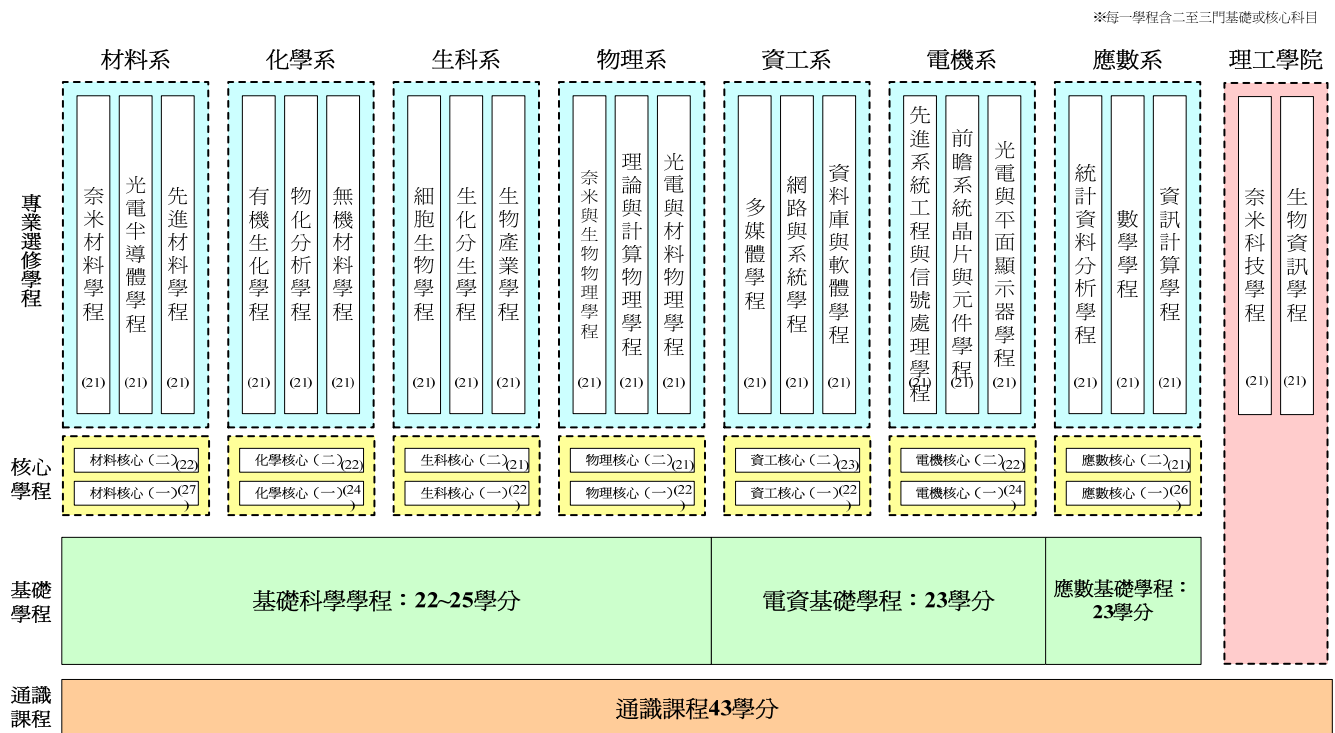 ※每一學程含二至三門基礎或核心科目
材料系
化學系
生科系
物理系
資工系
電機系
應數系
理工學院
專業選修學程
奈米材料學程
(21)
光電半導體學程
(21)
先進材料學程
(21)
有機生化學程
(21)
物化分析學程
(21)
無機材料學程
(21)
細胞生物學程
(21)
生化分生學程
(21)
生物產業學程
(21)
奈米與生物物理學程
(21)
理論與計算物理學程
(21)
光電與材料物理學程
(21)
多媒體學程
(21)
網路與系統學程
(21)
資料庫與軟體學程
(21)
先進系統工程與信號處理學程
(21)
前瞻系統晶片與元件學程
(21)
光電與平面顯示器學程
(21)
統計資料分析學程
(21)
數學學程
(21)
資訊計算學程
(21)
奈米科技學程
(21)
生物資訊學程
(21)
核心
學程
材料核心（二）(22)
材料核心（一）(27)
化學核心（二）(22)
化學核心（一）(24)
生科核心（二）(21)
生科核心（一）(22)
物理核心（二）(21)
物理核心（一）(22)
資工核心（二）(23)
資工核心（一）(22)
電機核心（二）(22)
電機核心（一）(24)
應數核心（二）(21)
應數核心（一）(26)
基礎
學程
基礎科學學程：22~25學分
電資基礎學程：23學分
應數基礎學程：
23學分
通識
課程
通識課程43學分